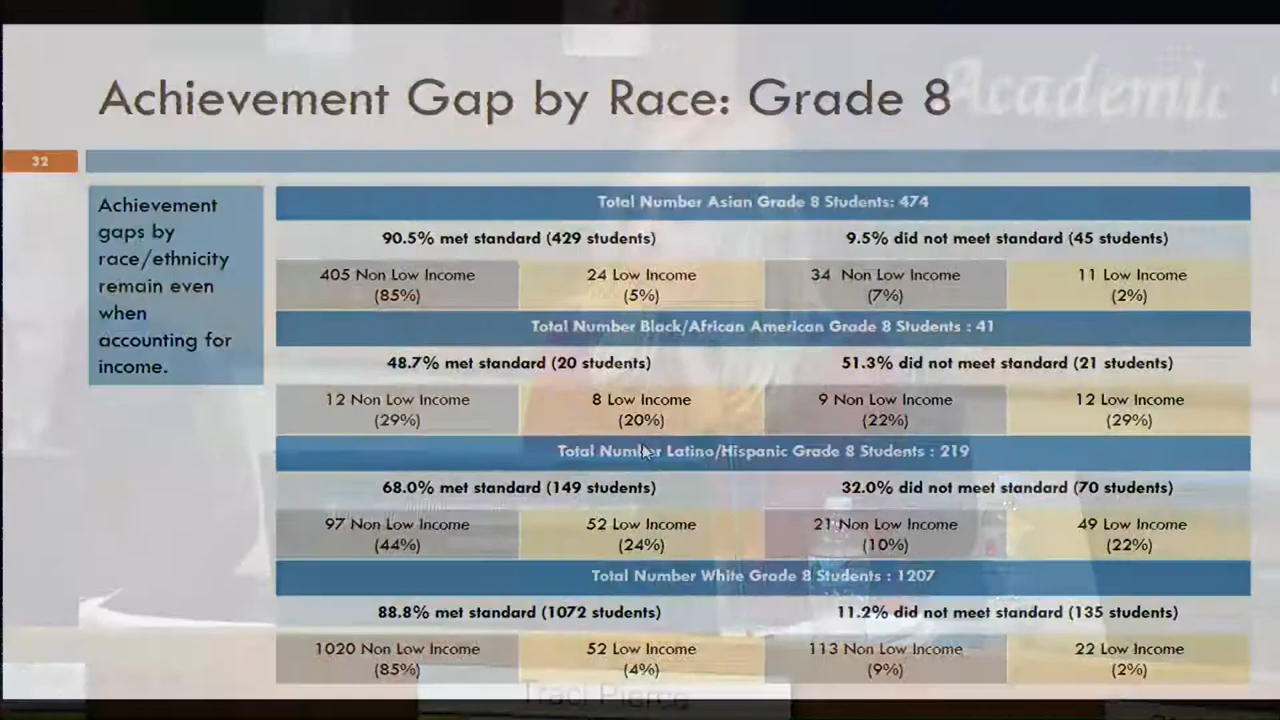 Achievement Gap by Race: Grade 8
Academic
32
Achievement
gaps by
race/ethnicity
remain even
when
accounting for
income.
Total Number Asian Grade 8 Students: 474
90.5% met standard (429 students) 9.5% did not meet standard (45 students)
405 Non Low Income 24 Low Income 34 Non Low Income 11 Low Income
(85%) (5%) (7%) (2%)
Total Number Black/African American Grade 8 Students : 41
48.7% met standard (20 students) 51.3% did not meet standard (21 students)
12 Non Low Income 8 Low Income 9 Non Low Income 12 Low Income
(29%) (20%) (22%) (29%)
Total Number Latino/Hispanic Grade 8 Students : 219
68.0% met standard (149 students) 32.0% did not meet standard (70 students)
97 Non Low Income 52 Low Income 21 Non Low Income 49 Low Income
(44%) (24%) (10%) (22%)
Total Number White Grade 8 Students : 1207
88.8% met standard (1072 students) 11.2% did not meet standard (135 students)
1020 Non Low Income 52 Low Income 113 Non Low Income 22 Low Income
(85%) (4%) (9%) (2%)
Traci Pierce